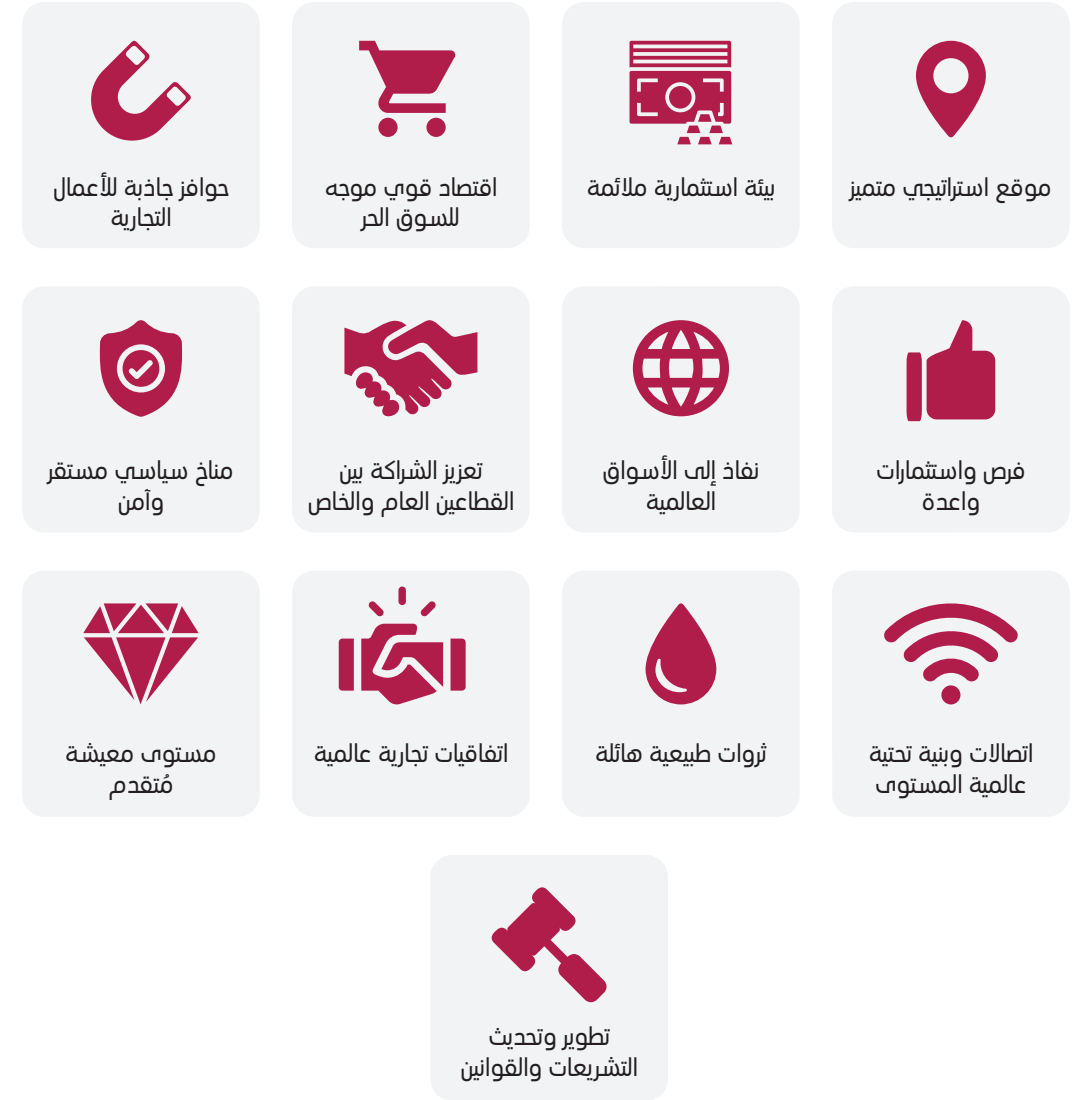 موقع استراتيجي متميز
بيئة استثمارية ملائمة
اقتصاد قوي موجه
للسوق الحر
حوافز جاذبة للأعمال
التجارية
فرص واستثمارات
واعدة
نفاذ إلى الأسواق
العالمية
تعزيز الشراكة بين
القطاعين العام والخاص
مناخ سياسي مستقر
وآمن
اتصالات وبنية تحتية
عالمية المستوى
ثروات طبيعية هائلة
اتفاقيات تجارية عالمية
مستوى معيشة
مُتقدم
تطوير وتحديث
التشريعات والقوانين